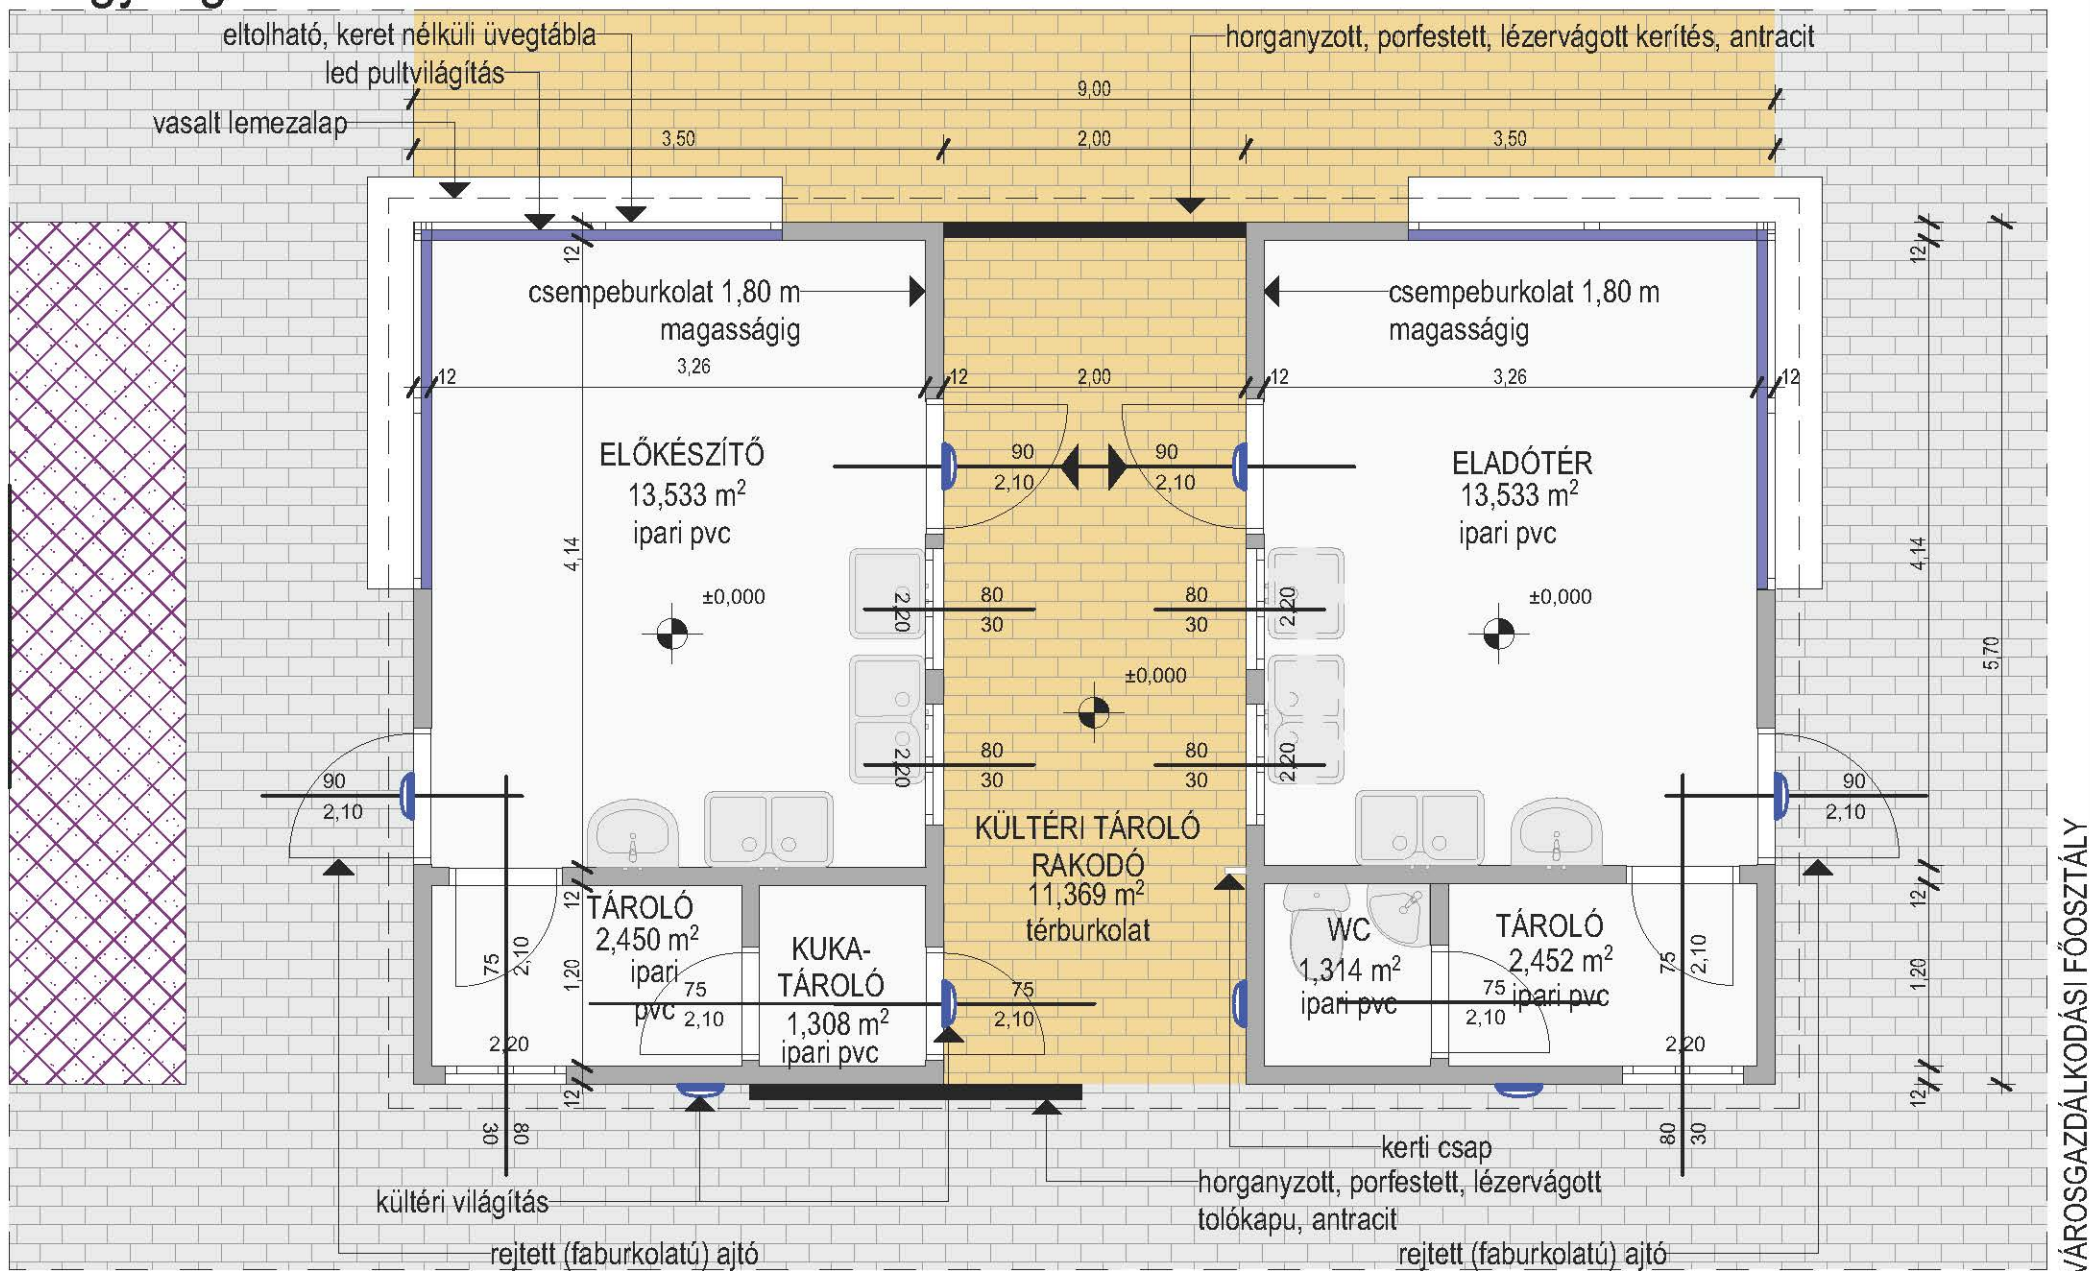 eltolható, keret nélküli üvegtábla
led pultvilágítás
vasalt lemezalap
horganyzott, porfestett, lézervágott kerítés, antracit
9,00
3,50
2,00
3,50
12
12
csempeburkolat 1,80 m
magasságig
csempeburkolat 1,80 m
magasságig
12
3,26
12
2,00
12
3,26
12
ELŐKÉSZÍTŐ
13,533 m²
ipari pvc
±0,000
4,14
90
2,10
90
2,10
ELADÓTÉR
13,533 m²
ipari pvc
±0,000
4,14
5,70
2,20
80
30
80
30
2,20
±0,000
2,20
80
30
80
30
2,20
90
2,10
90
2,10
KÜLTÉRI TÁROLÓ
RAKODÓ
11,369 m²
térburkolat
12
TÁROLÓ
2,450 m²
ipari
pvc
75
2,10
1,20
2,20
12
80
30
75
2,10
KUKA-
TÁROLÓ
1,308 m²
ipari pvc
75
2,10
WC
1,314 m²
ipari pvc
75
2,10
TÁROLÓ
2,452 m²
ipari pvc
75
2,10
2,20
80
30
12
1,20
12
kerti csap
horganyzott, porfestett, lézervágott
tolókapu, antracit
kültéri világítás
rejtett (faburkolatú) ajtó
rejtett (faburkolatú) ajtó
VÁROSGAZDÁLKODÁSI FŐOSZTÁLY